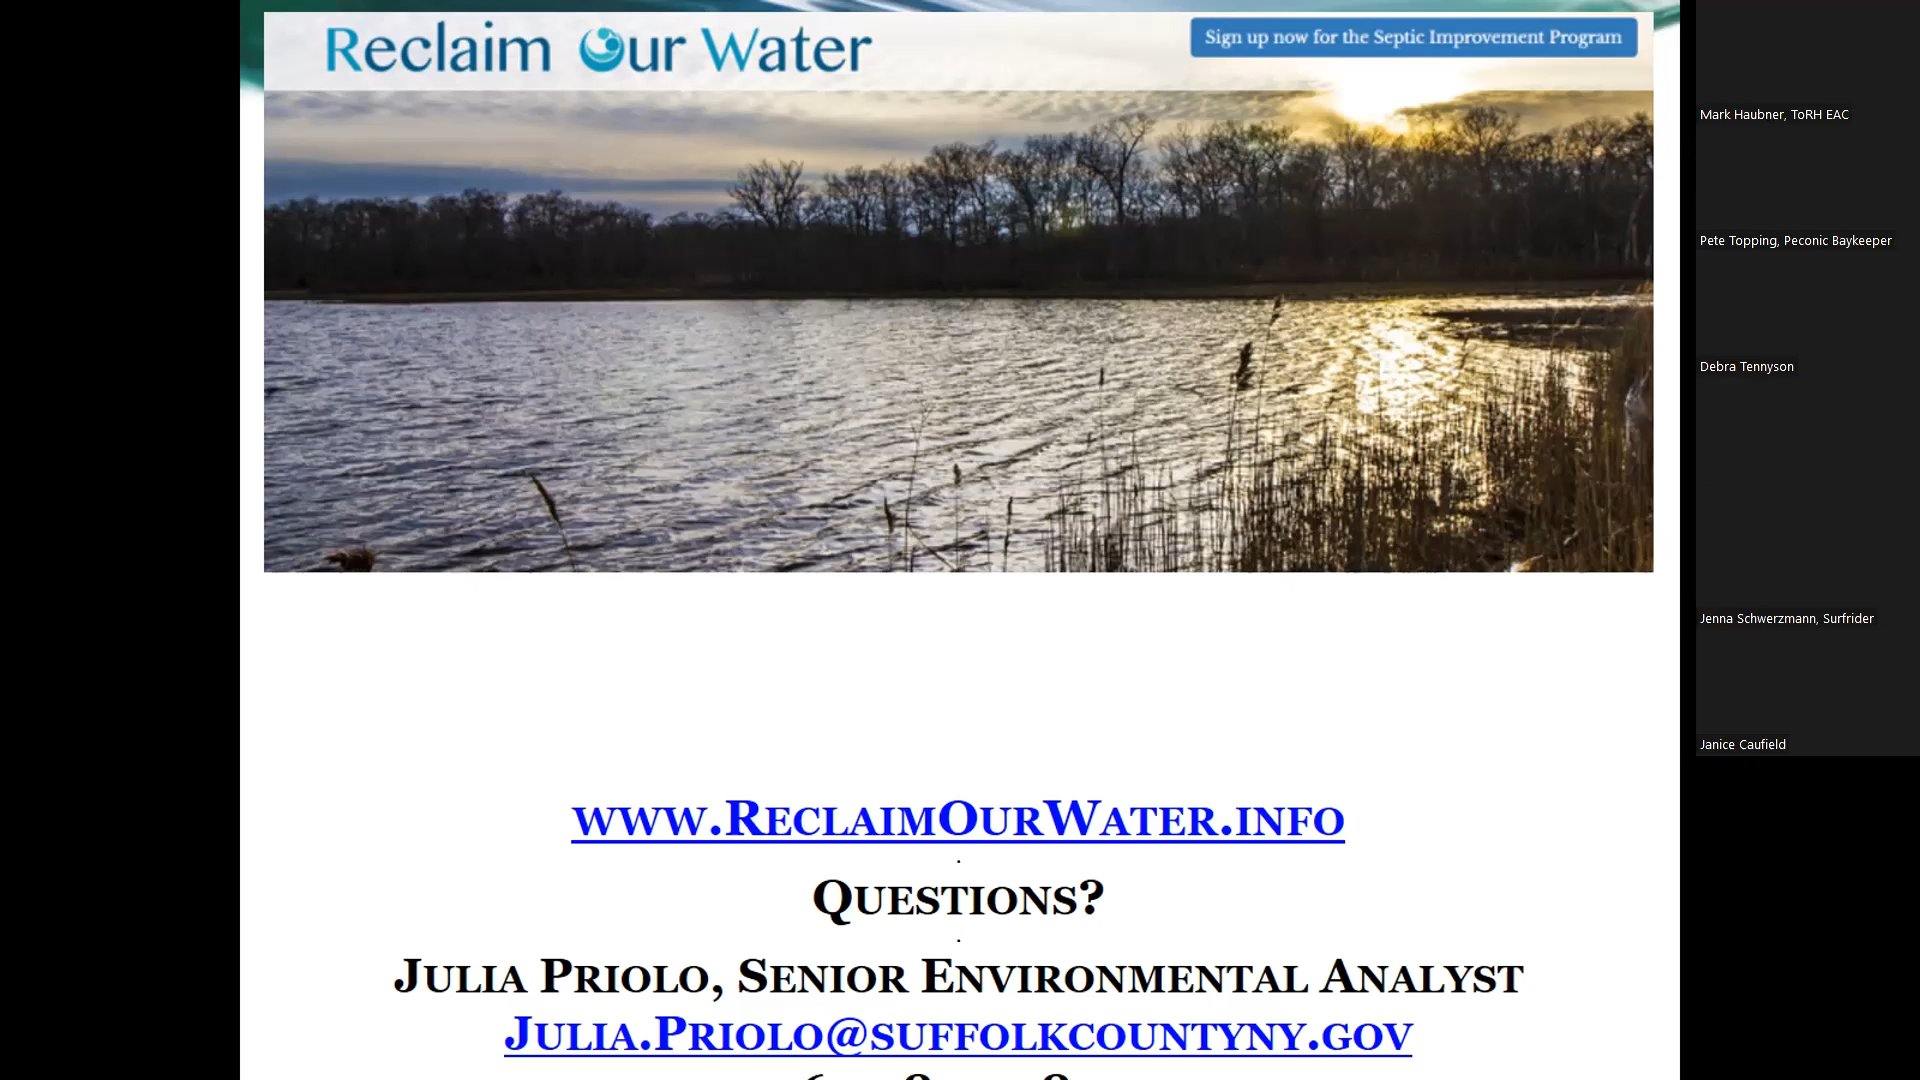 Reclaim Our Water
Sign up now for the Septic Improvement Program
Mark Haubner, ToRH EAC
Pete Topping, Peconic Baykeeper
Debra Tennyson
Jenna Schwerzmann, Surfrider
Janice Caufield
www.ReclaimOurWater.info
.
Questions?
.
Julia Priolo, Senior Environmental Analyst
Julia.Priolo@suffolkcountyny.gov